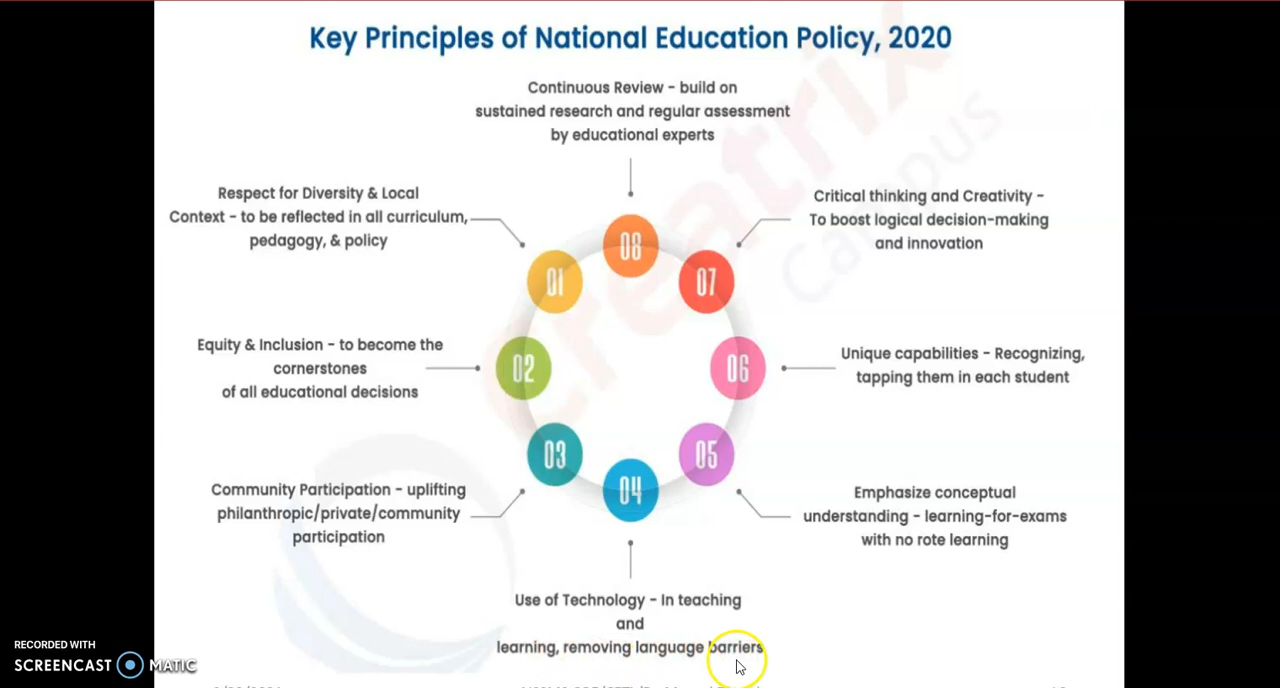 Key Principles of National Education Policy, 2020
Continuous Review - build on
sustained research and regular assessment
by educational experts
Respect for Diversity & Local
Context - to be reflected in all curriculum,
pedagogy, & policy
Critical thinking and Creativity -
To boost logical decision-making
and innovation
08
01
07
Equity & Inclusion - to become the
cornerstones
of all educational decisions
02
06
Unique capabilities - Recognizing,
tapping them in each student
03
05
04
Community Participation - uplifting
philanthropic/private/community
participation
Emphasize conceptual
understanding - learning-for-exams
with no rote learning
Use of Technology - In teaching
and
learning, removing language barriers
Creatrix
Campus
RECORDED WITH
SCREENCAST MATIC